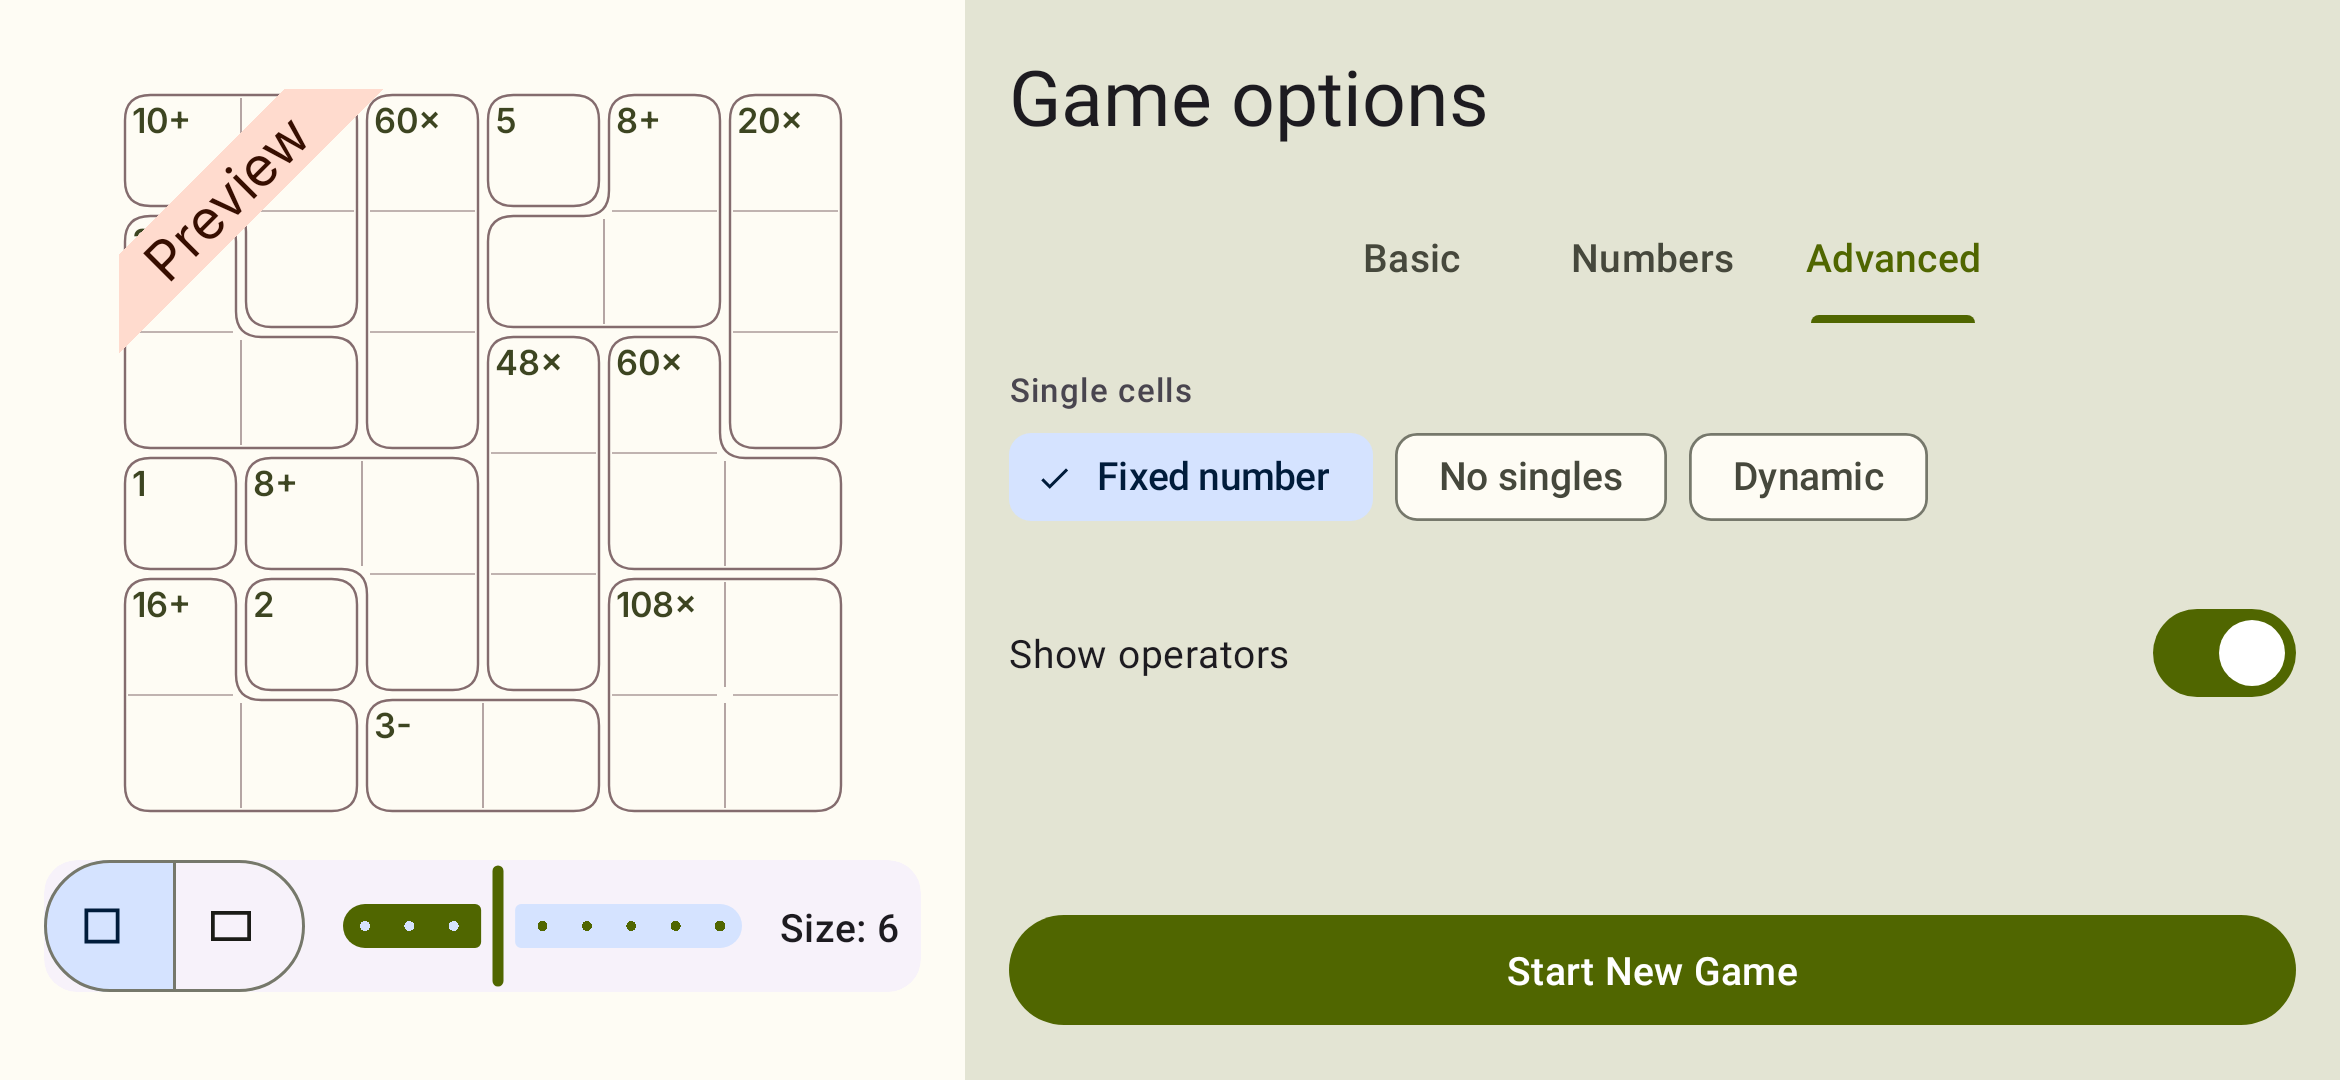 10+ 60× 5 8+ 20×
Preview
48× 60×
1 8+
16+ 2 108×
3-
Size: 6
Game options
Basic Numbers Advanced
Single cells
Fixed number No singles Dynamic
Show operators
Start New Game